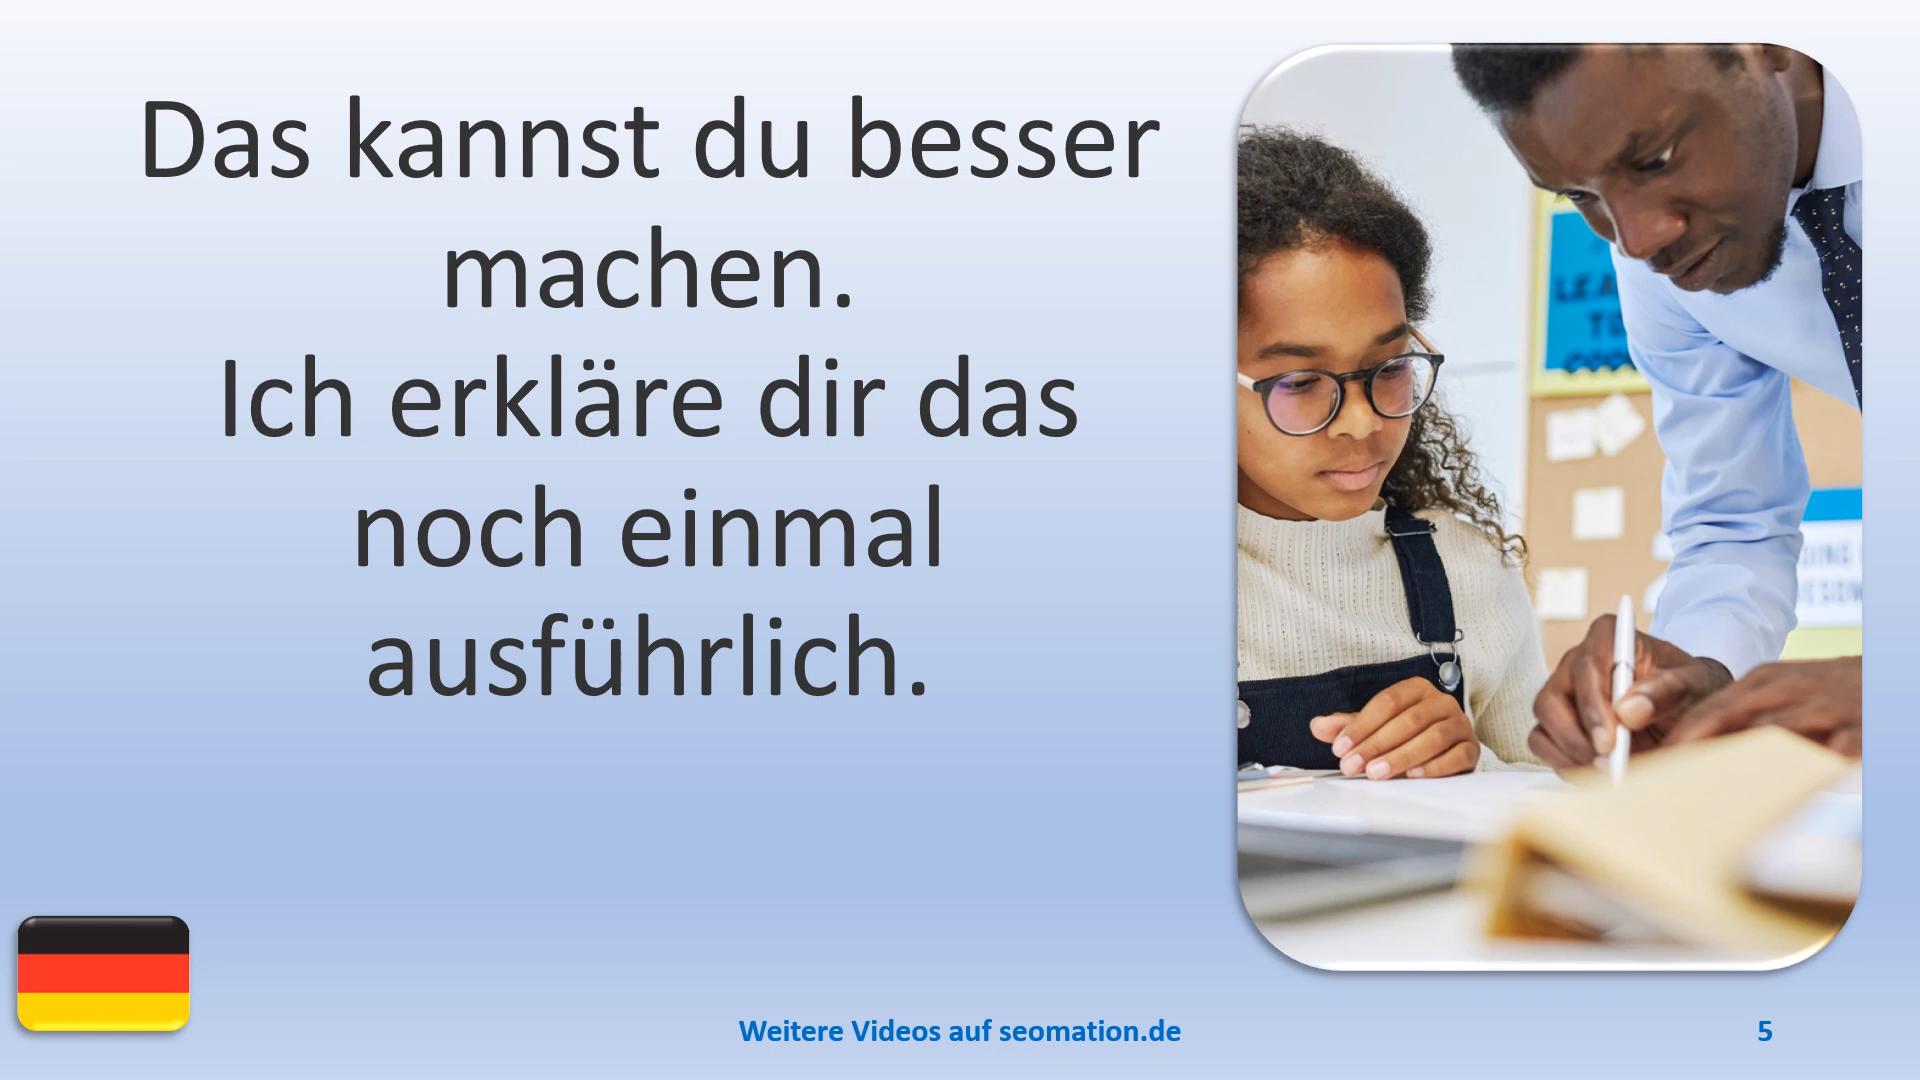 Das kannst du besser
machen.
Ich erkläre dir das
noch einmal
ausführlich.
Weitere Videos auf seomation.de
5